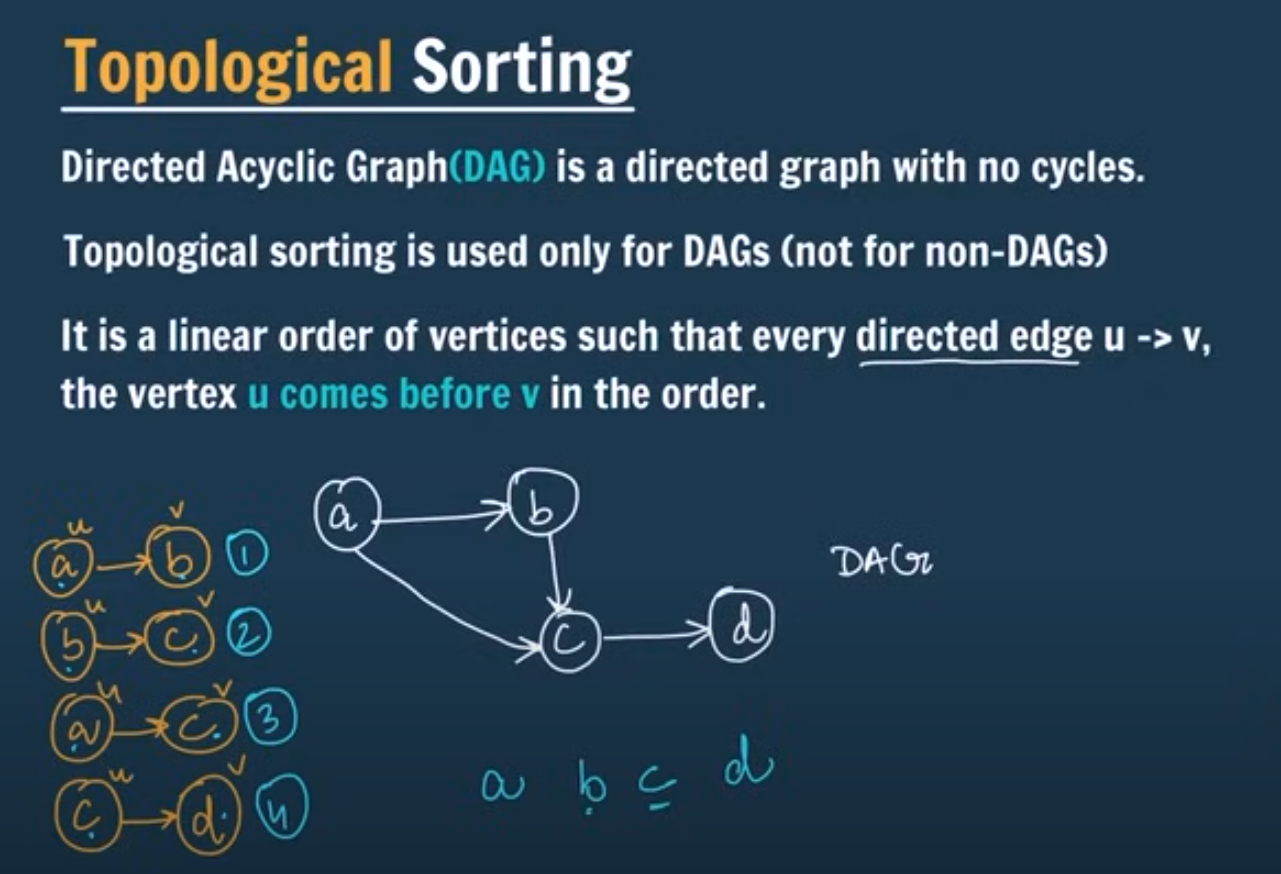 Topological Sorting
Directed Acyclic Graph(DAG) is a directed graph with no cycles.
Topological sorting is used only for DAGs (not for non-DAGs)
It is a linear order of vertices such that every directed edge u -> v,
the vertex u comes before v in the order.
a b
c d
DAG
u v
a b 1
u v
b c 2
u v
a c 3
u v
c d 4
a b c d